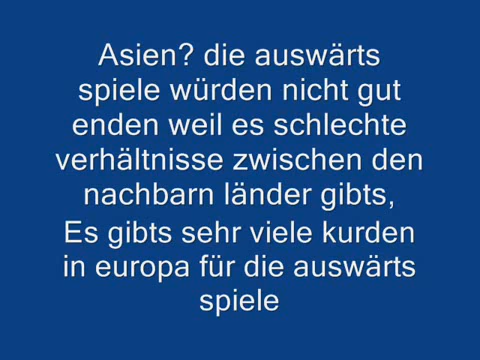 Asien? die auswärts
spiele würden nicht gut
enden weil es schlechte
verhältnisse zwischen den
nachbarn länder gibts,
Es gibts sehr viele kurden
in europa für die auswärts
spiele